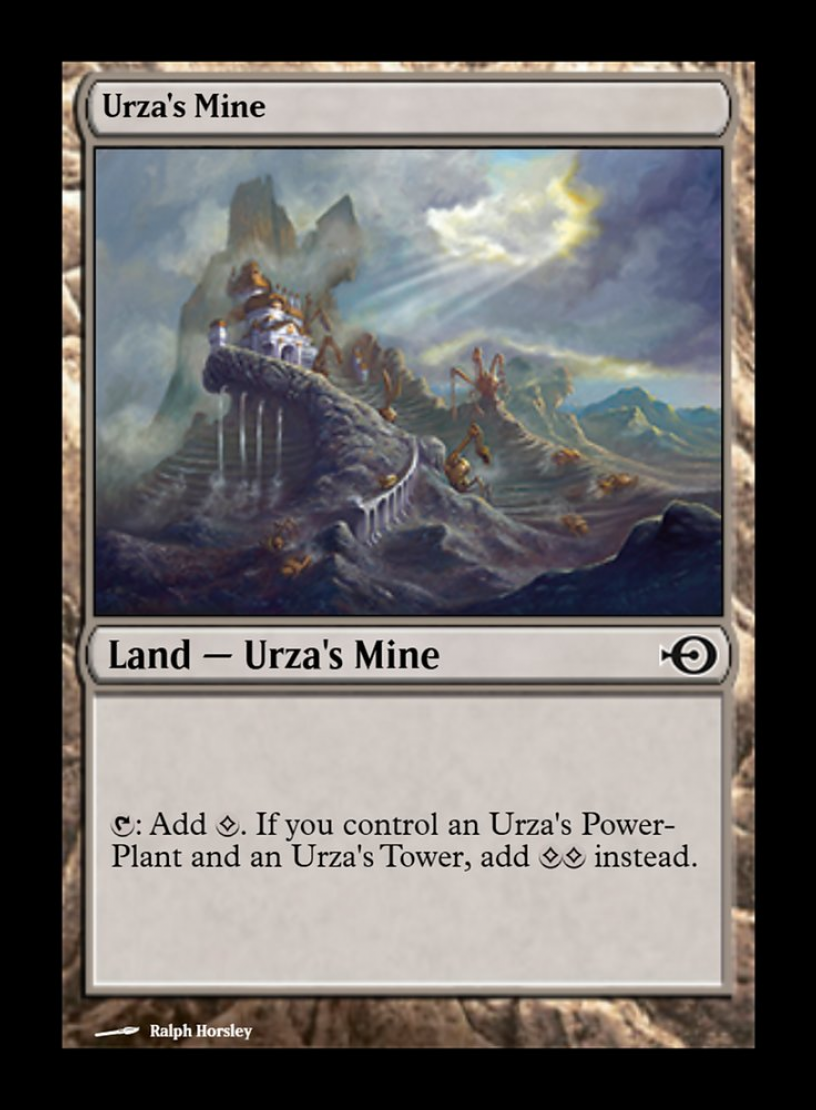 Urza's Mine
Land — Urza's Mine
: Add . If you control an Urza's Power-
Plant and an Urza's Tower, add instead.
Ralph Horsley